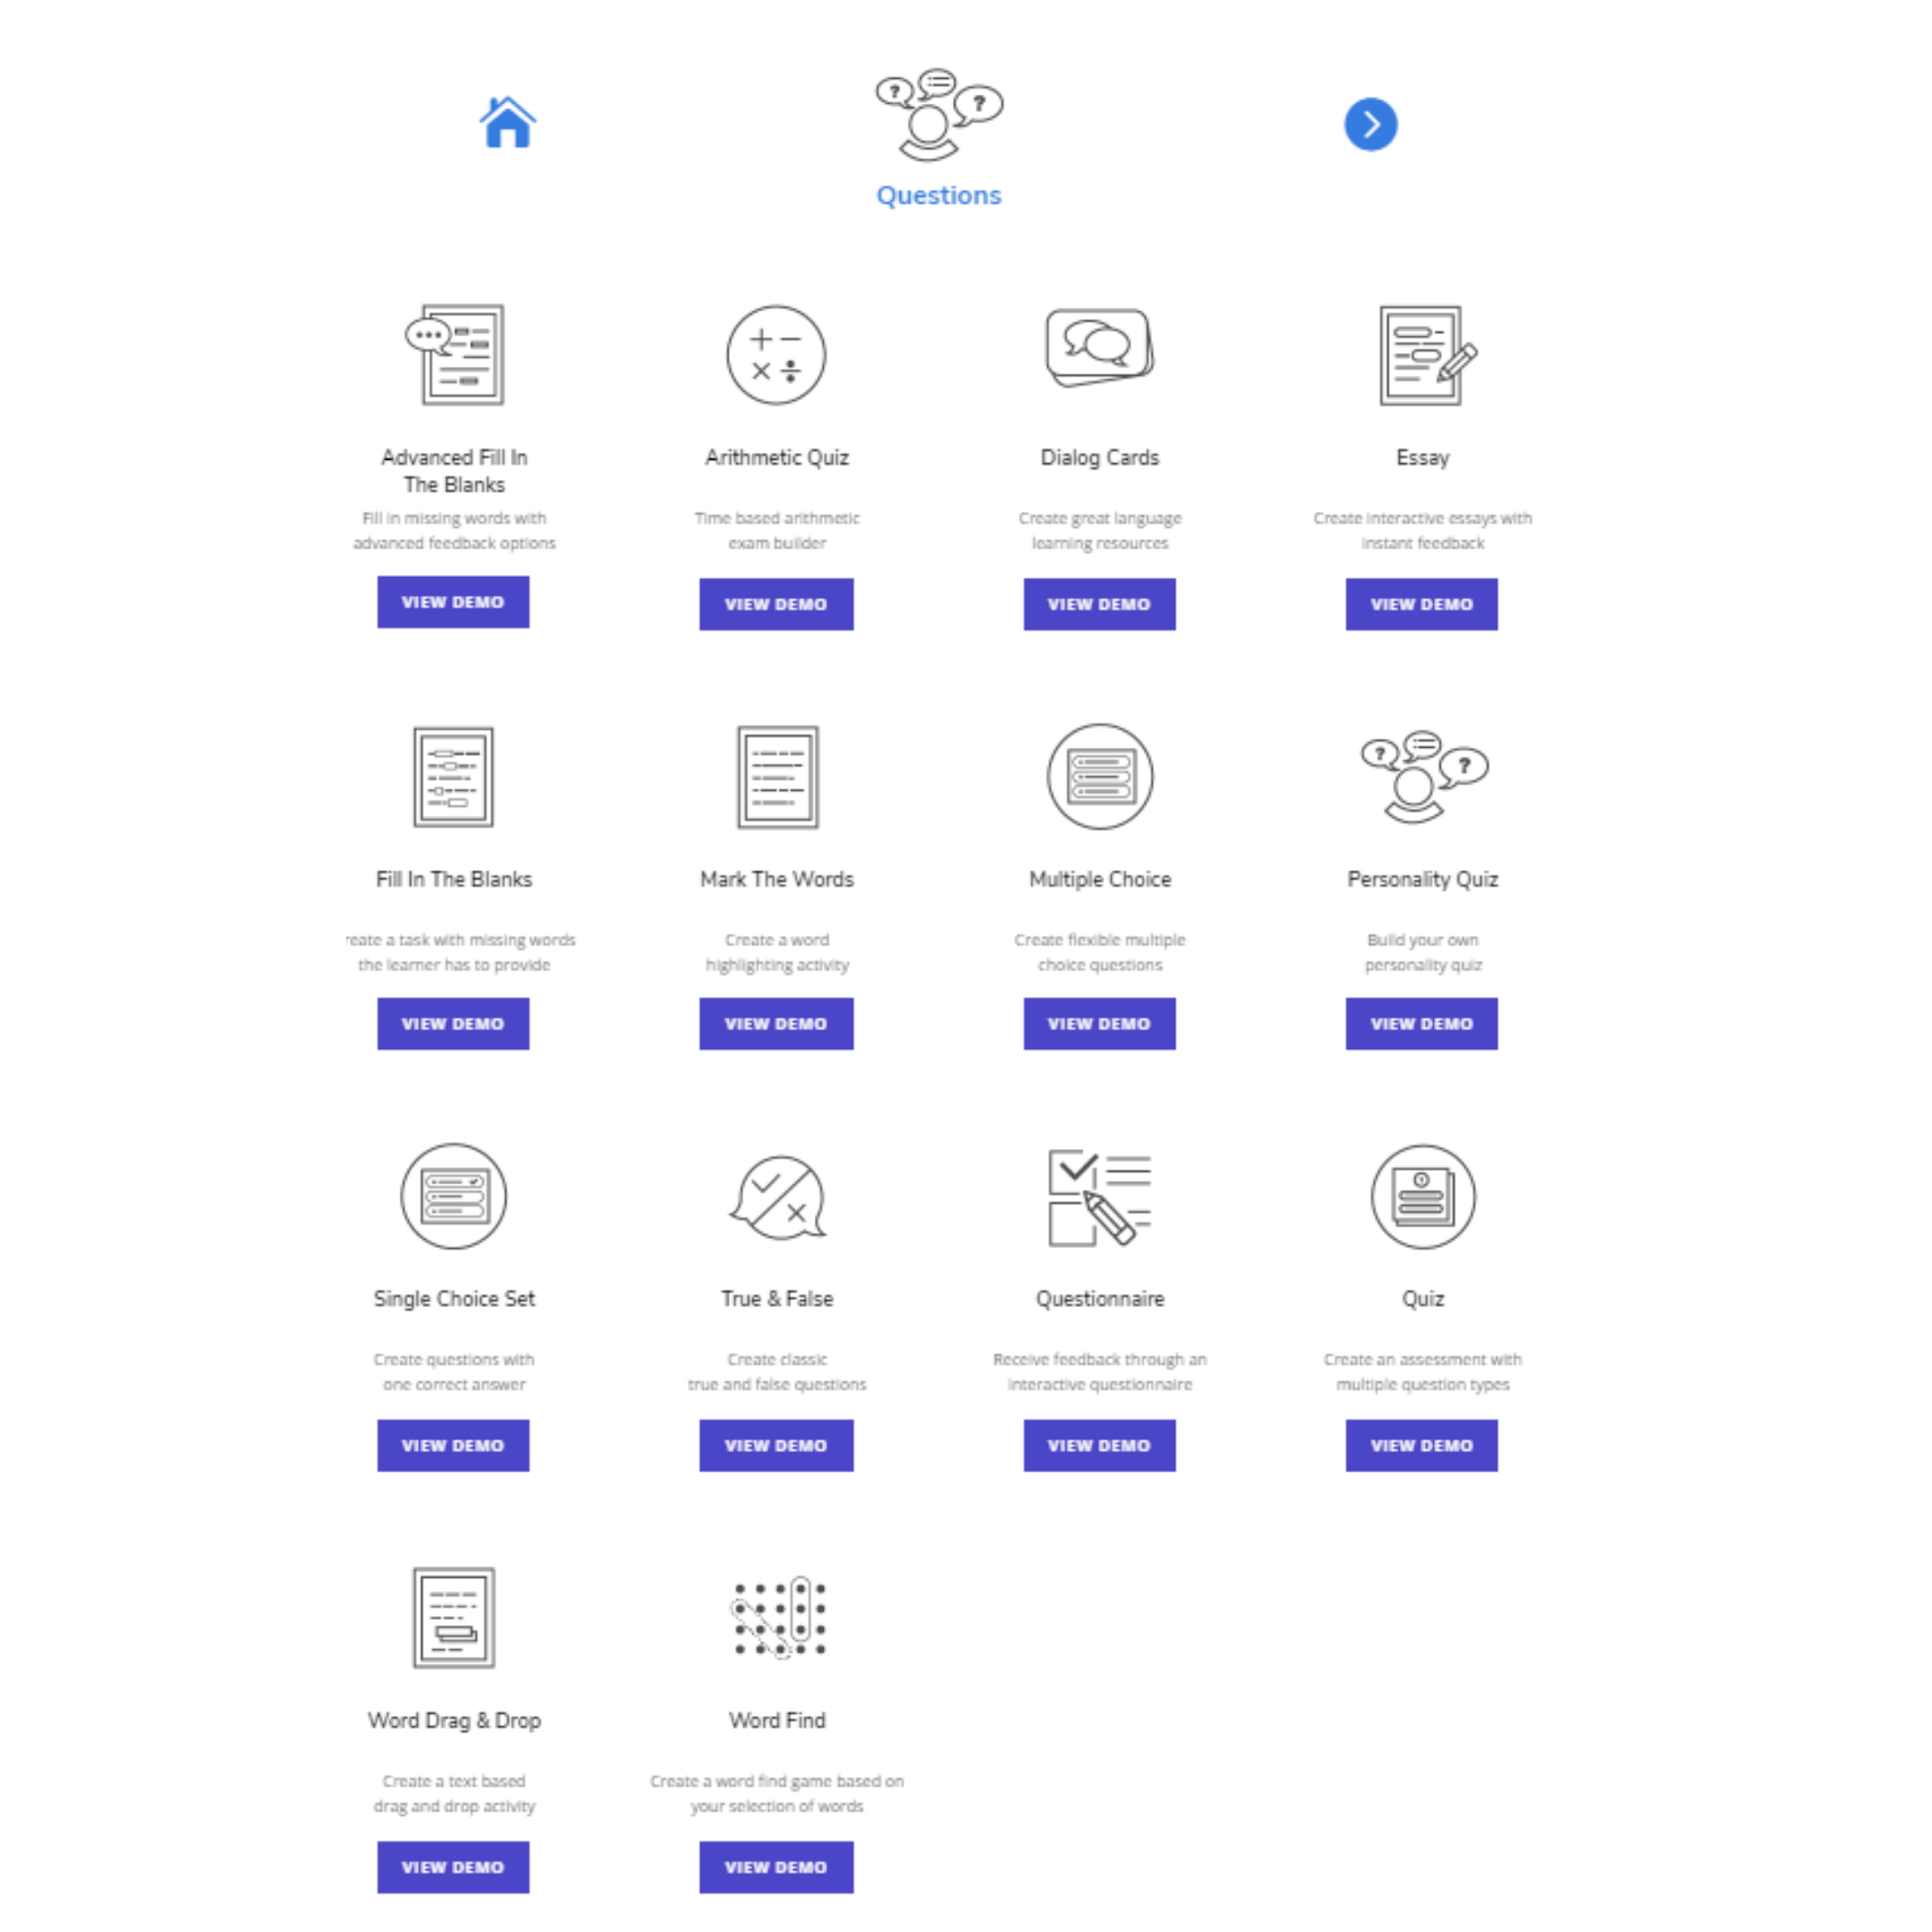 Questions
Advanced Fill In
The Blanks
Fill in missing words with
advanced feedback options
VIEW DEMO
Arithmetic Quiz
Time based arithmetic
exam builder
VIEW DEMO
Dialog Cards
Create great language
learning resources
VIEW DEMO
Essay
Create interactive essays with
instant feedback
VIEW DEMO
Fill In The Blanks
reate a task with missing words
the learner has to provide
VIEW DEMO
Mark The Words
Create a word
highlighting activity
VIEW DEMO
Multiple Choice
Create flexible multiple
choice questions
VIEW DEMO
Personality Quiz
Build your own
personality quiz
VIEW DEMO
Single Choice Set
Create questions with
one correct answer
VIEW DEMO
True & False
Create classic
true and false questions
VIEW DEMO
Questionnaire
Receive feedback through an
interactive questionnaire
VIEW DEMO
Quiz
Create an assessment with
multiple question types
VIEW DEMO
Word Drag & Drop
Create a text based
drag and drop activity
VIEW DEMO
Word Find
Create a word find game based on
your selection of words
VIEW DEMO